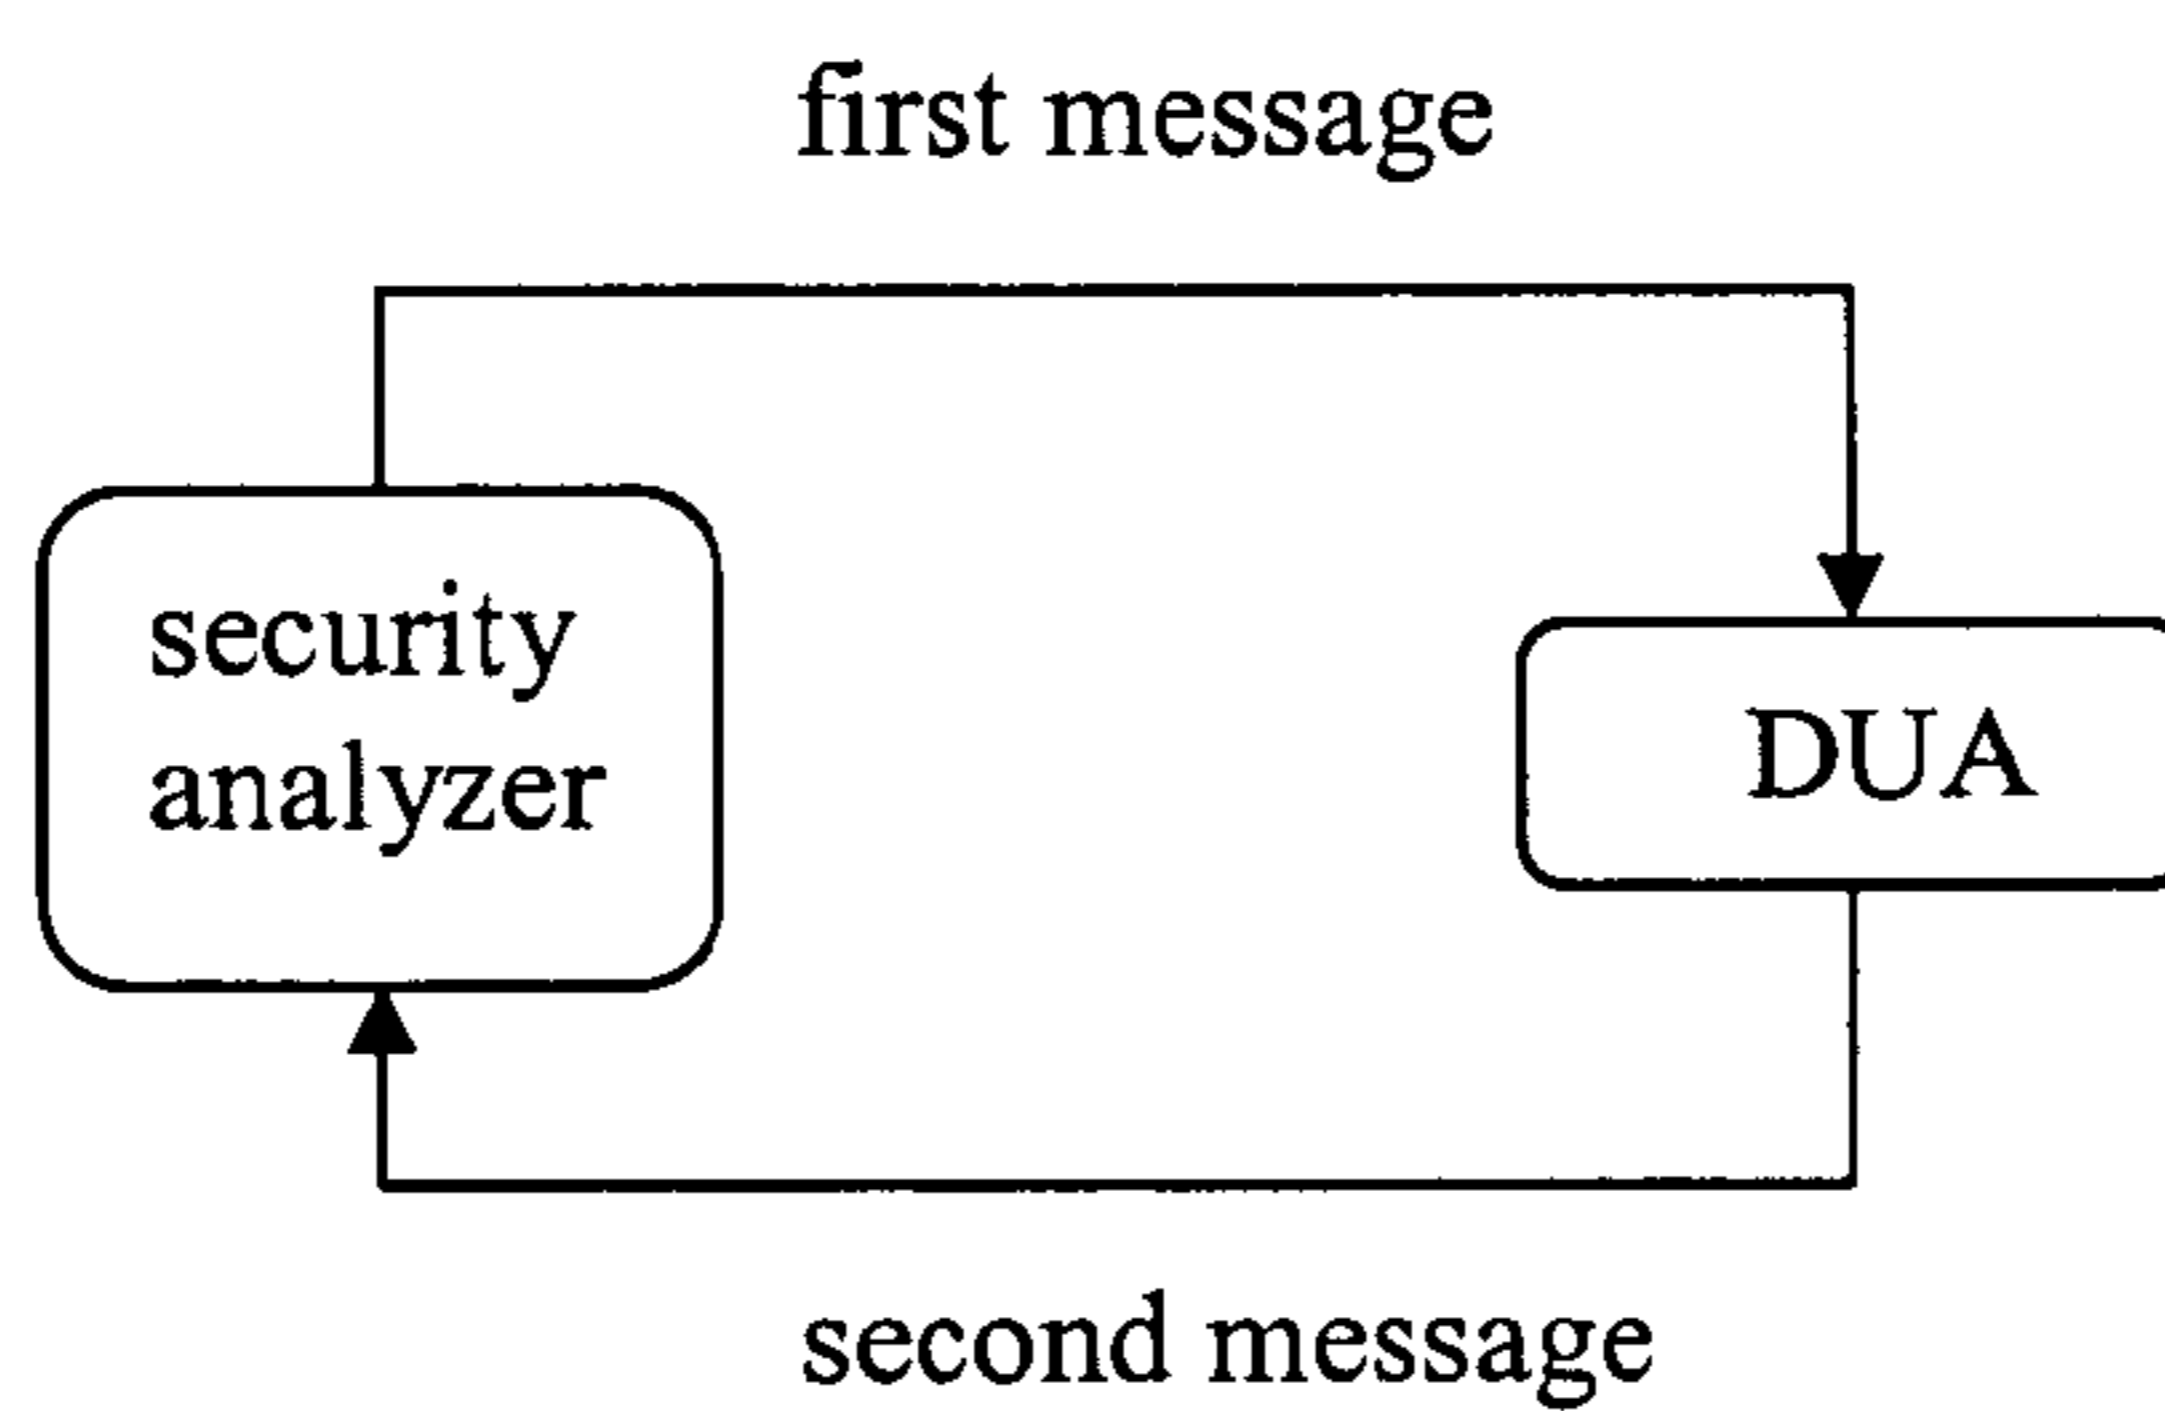 first message
security
analyzer
DUA
second message